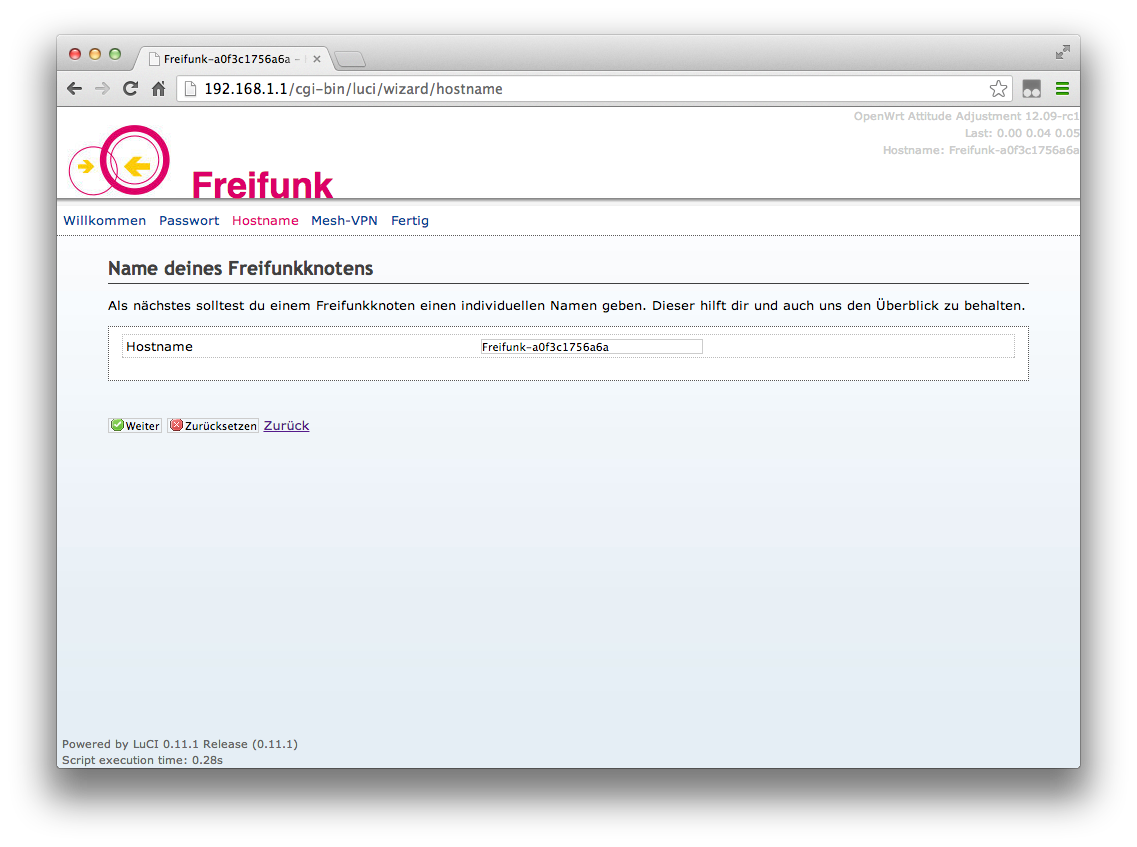 Freifunk-a0f3c1756a6a –
192.168.1.1/cgi-bin/luci/wizard/hostname
OpenWrt Attitude Adjustment 12.09-rc1
Last: 0.00 0.04 0.05
Hostname: Freifunk-a0f3c1756a6a
Freifunk
Willkommen Passwort Hostname Mesh-VPN Fertig
Name deines Freifunkknotens
Als nächstes solltest du einem Freifunkknoten einen individuellen Namen geben. Dieser hilft dir und auch uns den Überblick zu behalten.
Hostname Freifunk-a0f3c1756a6a
Weiter Zurücksetzen Zurück
Powered by LuCI 0.11.1 Release (0.11.1)
Script execution time: 0.28s